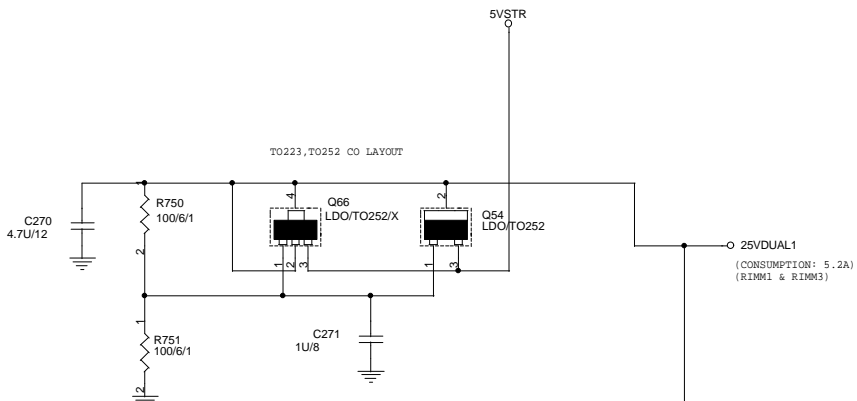 5VSTR
TO223,TO252 CO LAYOUT
1
4
2
Q66
LDO/TO252/X
Q54
LDO/TO252
R750
100/6/1
C270
4.7U/12
2
1
2
3
1
3
25VDUAL1
(CONSUMPTION: 5.2A)
(RIMM1 & RIMM3)
1
R751
100/6/1
C271
1U/8
2